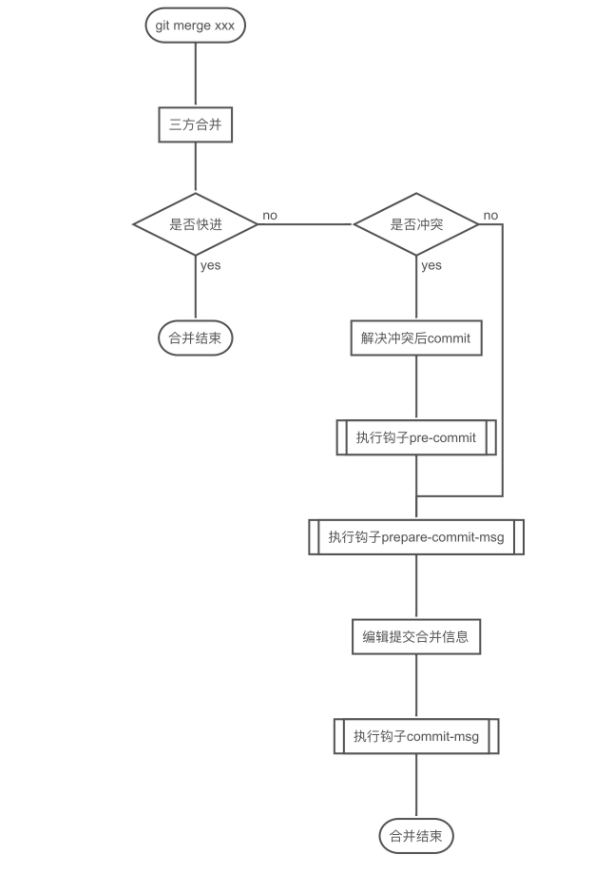 git merge xxx
三方合并
是否快进
no
是否冲突
no
yes
yes
合并结束
解决冲突后commit
执行钩子pre-commit
执行钩子prepare-commit-msg
编辑提交合并信息
执行钩子commit-msg
合并结束